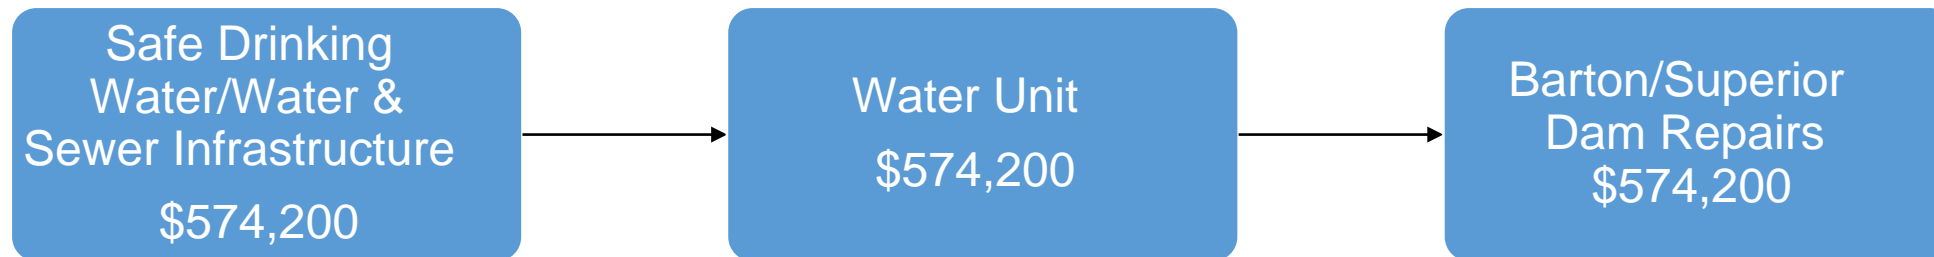 Safe Drinking
Water/Water &
Sewer Infrastructure
$574,200
Water Unit
$574,200
Barton/Superior
Dam Repairs
$574,200